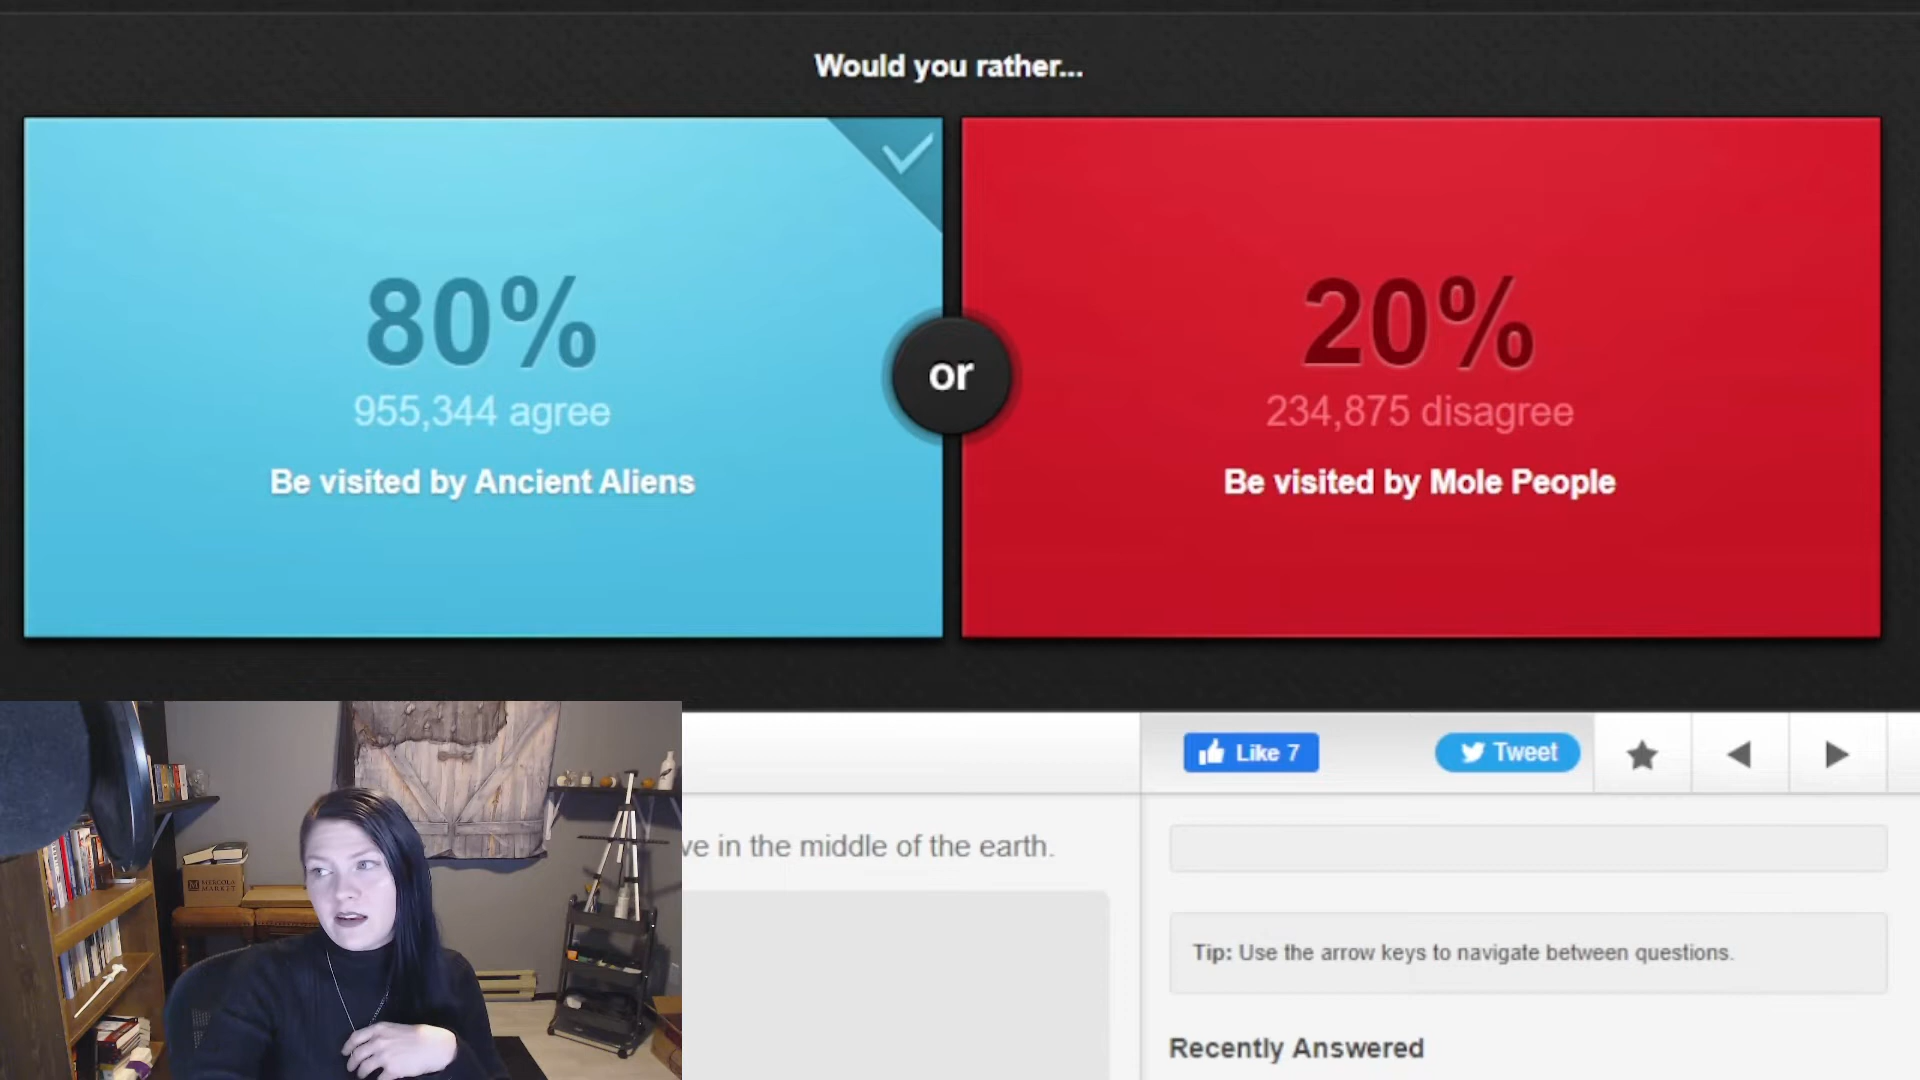 Would you rather...
80%
955,344 agree
Be visited by Ancient Aliens
or
20%
234,875 disagree
Be visited by Mole People
Like 7
Tweet
ve in the middle of the earth.
Tip: Use the arrow keys to navigate between questions.
Recently Answered
MERCOLA
MARKET